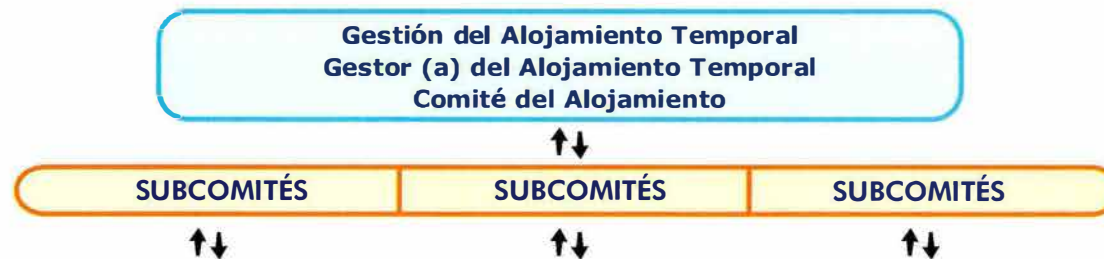 Gestión del Alojamiento Temporal
Gestor (a) del Alojamiento Temporal
Comité del Alojamiento
SUBCOMITÉS SUBCOMITÉS SUBCOMITÉS